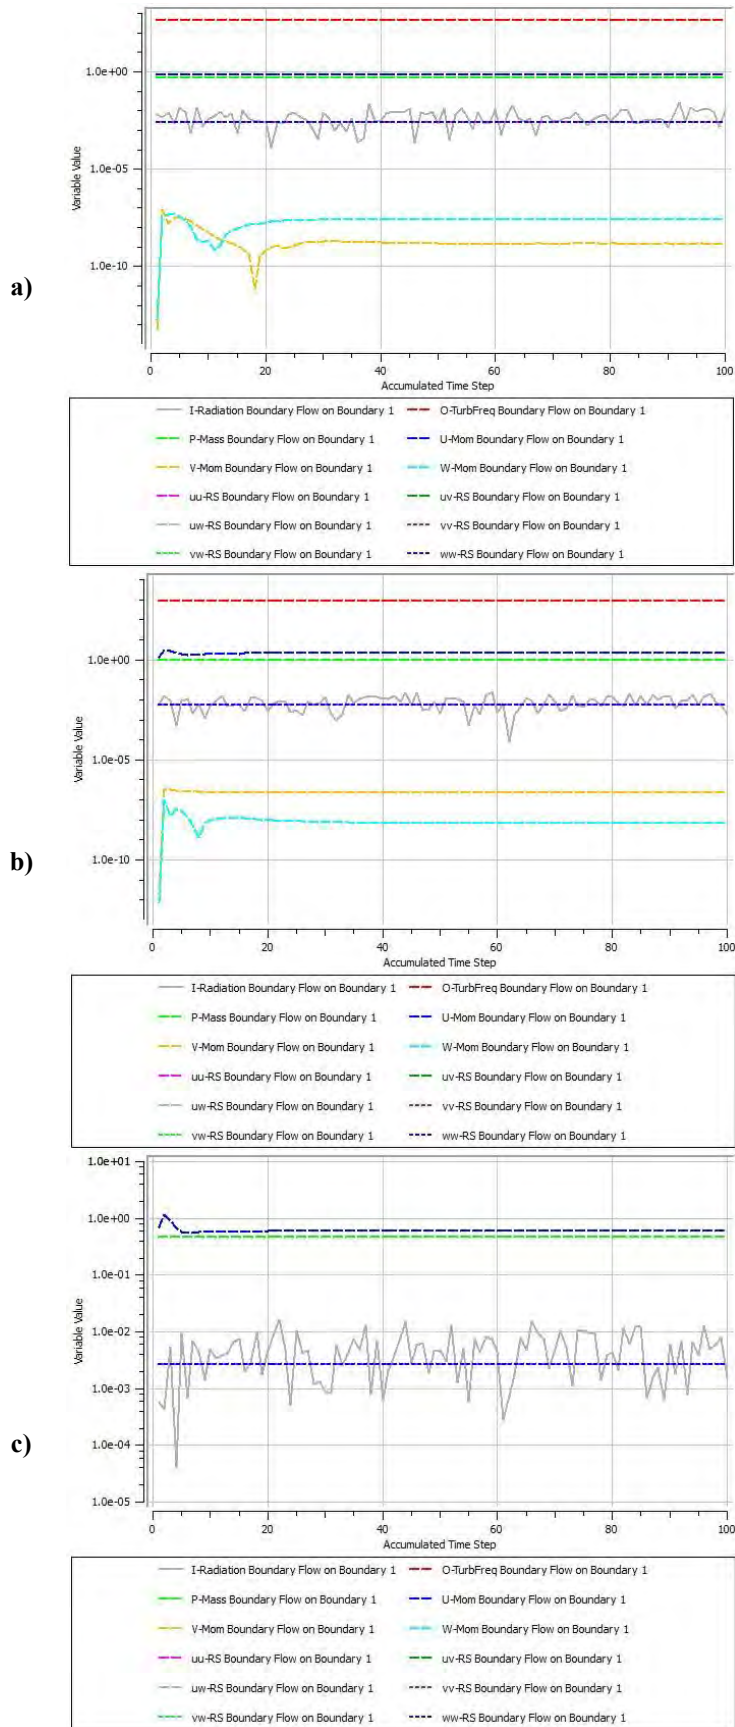 1.0e+00
1.0e-05
1.0e-10
Variable Value
a)
0 20 40 60 80 100
Accumulated Time Step
I-Radiation Boundary Flow on Boundary 1 O-TurbFreq Boundary Flow on Boundary 1
P-Mass Boundary Flow on Boundary 1 U-Mom Boundary Flow on Boundary 1
V-Mom Boundary Flow on Boundary 1 W-Mom Boundary Flow on Boundary 1
uu-RS Boundary Flow on Boundary 1 uv-RS Boundary Flow on Boundary 1
uw-RS Boundary Flow on Boundary 1 vv-RS Boundary Flow on Boundary 1
vw-RS Boundary Flow on Boundary 1 ww-RS Boundary Flow on Boundary 1
1.0e+00
1.0e-05
1.0e-10
Variable Value
b)
0 20 40 60 80 100
Accumulated Time Step
I-Radiation Boundary Flow on Boundary 1 O-TurbFreq Boundary Flow on Boundary 1
P-Mass Boundary Flow on Boundary 1 U-Mom Boundary Flow on Boundary 1
V-Mom Boundary Flow on Boundary 1 W-Mom Boundary Flow on Boundary 1
uu-RS Boundary Flow on Boundary 1 uv-RS Boundary Flow on Boundary 1
uw-RS Boundary Flow on Boundary 1 vv-RS Boundary Flow on Boundary 1
vw-RS Boundary Flow on Boundary 1 ww-RS Boundary Flow on Boundary 1
1.0e+01
1.0e+00
1.0e-01
1.0e-02
1.0e-03
1.0e-04
1.0e-05
Variable Value
c)
0 20 40 60 80 100
Accumulated Time Step
I-Radiation Boundary Flow on Boundary 1 O-TurbFreq Boundary Flow on Boundary 1
P-Mass Boundary Flow on Boundary 1 U-Mom Boundary Flow on Boundary 1
V-Mom Boundary Flow on Boundary 1 W-Mom Boundary Flow on Boundary 1
uu-RS Boundary Flow on Boundary 1 uv-RS Boundary Flow on Boundary 1
uw-RS Boundary Flow on Boundary 1 vv-RS Boundary Flow on Boundary 1
vw-RS Boundary Flow on Boundary 1 ww-RS Boundary Flow on Boundary 1